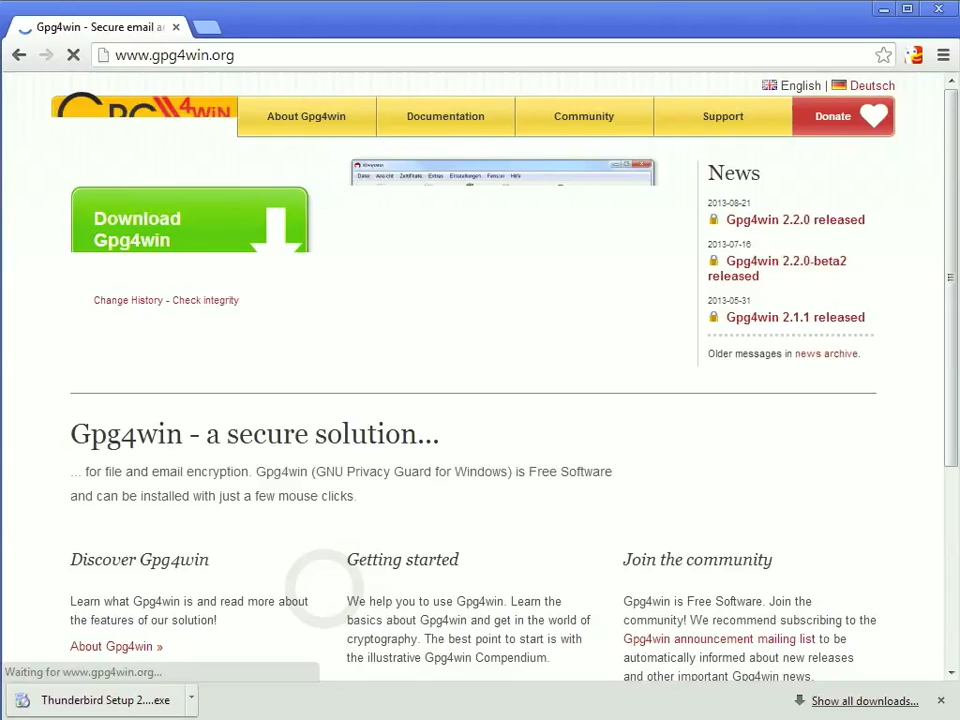 Gpg4win - Secure email a
www.gpg4win.org
English | Deutsch
4WiN
About Gpg4win
Documentation
Community
Support
Donate
Datei Ansicht Zertifikate Extras Einstellungen Fenster Hilfe
Download
Gpg4win
Change History - Check integrity
News
2013-08-21
Gpg4win 2.2.0 released
2013-07-16
Gpg4win 2.2.0-beta2
released
2013-05-31
Gpg4win 2.1.1 released
Older messages in news archive.
Gpg4win - a secure solution...
... for file and email encryption. Gpg4win (GNU Privacy Guard for Windows) is Free Software
and can be installed with just a few mouse clicks.
Discover Gpg4win
Learn what Gpg4win is and read more about
the features of our solution!
About Gpg4win »
Getting started
We help you to use Gpg4win. Learn the
basics about Gpg4win and get in the world of
cryptography. The best point to start is with
the illustrative Gpg4win Compendium.
Join the community
Gpg4win is Free Software. Join the
community! We recommend subscribing to the
Gpg4win announcement mailing list to be
automatically informed about new releases
and other important Gpg4win news.
Waiting for www.gpg4win.org...
Thunderbird Setup 2....exe
Show all downloads...